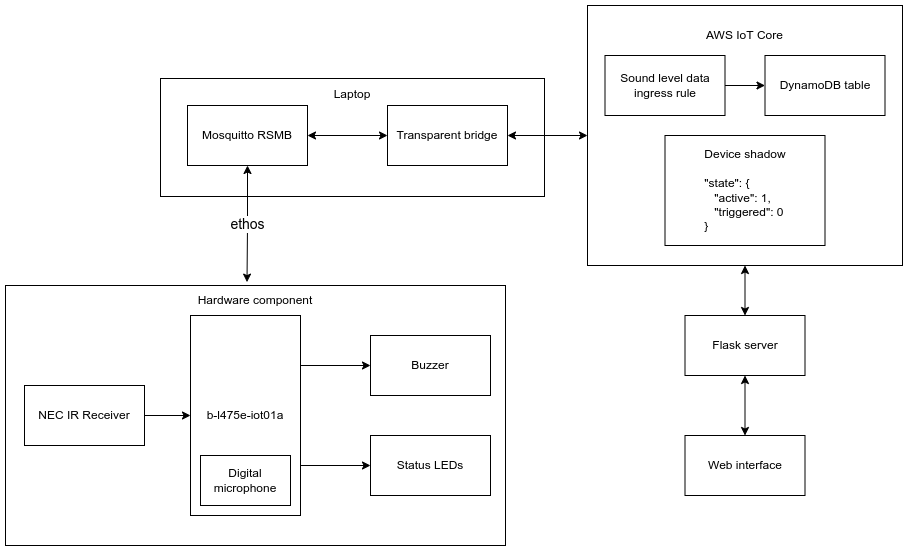 AWS IoT Core
Sound level data
ingress rule
DynamoDB table
Laptop
Mosquitto RSMB
Transparent bridge
Device shadow
"state": {
"active": 1,
"triggered": 0
}
ethos
Hardware component
Flask server
Buzzer
NEC IR Receiver
b-l475e-iot01a
Digital
microphone
Status LEDs
Web interface